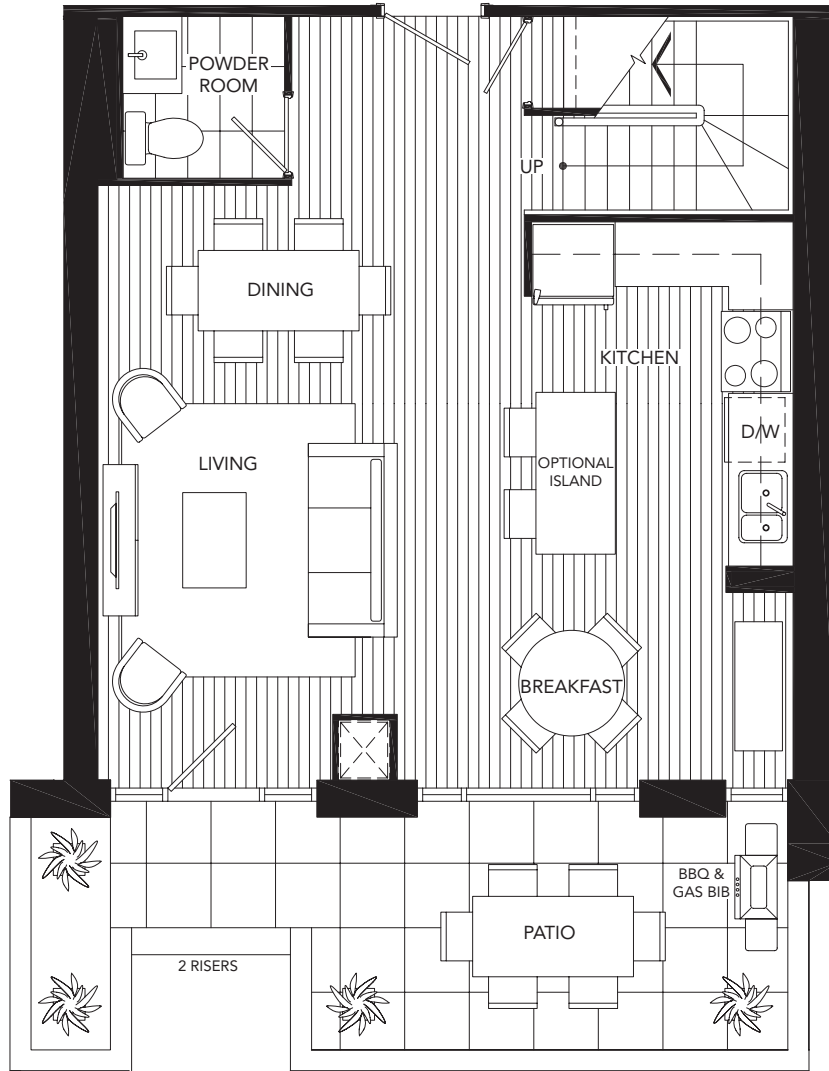 POWDER
ROOM
UP
DINING
KITCHEN
LIVING
D/W
OPTIONAL
ISLAND
BREAKFAST
BBQ &
GAS BIB
PATIO
2 RISERS